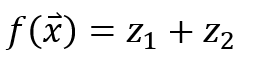 f(x⃗) = z₁ + z₂